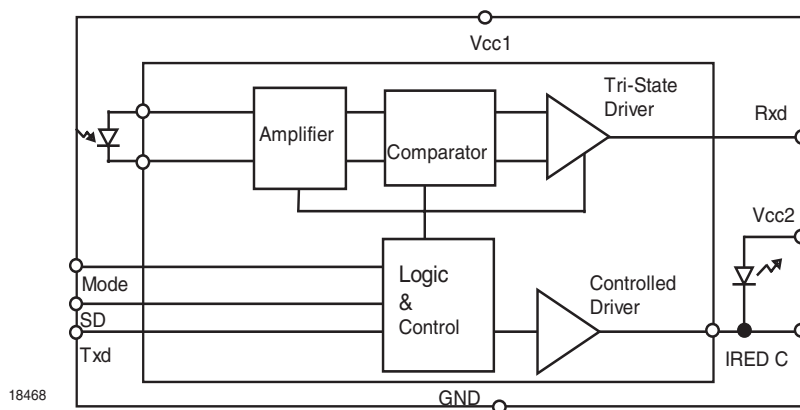 Vcc1
Tri-State
Driver
Rxd
Amplifier
Comparator
Vcc2
Mode
Logic
&
Control
Controlled
Driver
SD
Txd
IRED C
18468
GND